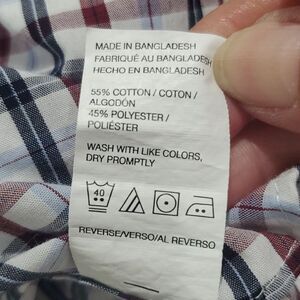 MADE IN BANGLADESH
FABRIQUÉ AU BANGLADESH
HECHO EN BANGLADESH
55% COTTON / COTON /
ALGODÓN
45% POLYESTER /
POLIÉSTER
WASH WITH LIKE COLORS,
DRY PROMPTLY
40
REVERSE/VERSO/AL REVERSO